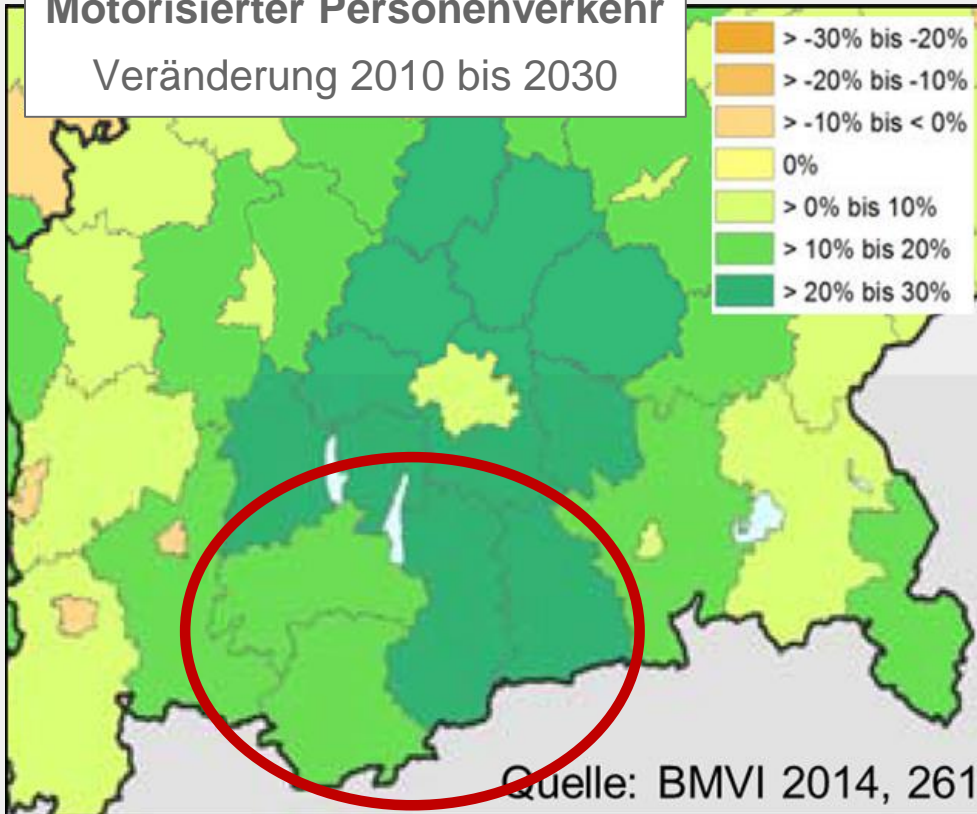 Motorisierter Personenverkehr
Veränderung 2010 bis 2030
> -30% bis -20%
> -20% bis -10%
> -10% bis < 0%
0%
> 0% bis 10%
> 10% bis 20%
> 20% bis 30%
Quelle: BMVI 2014, 261